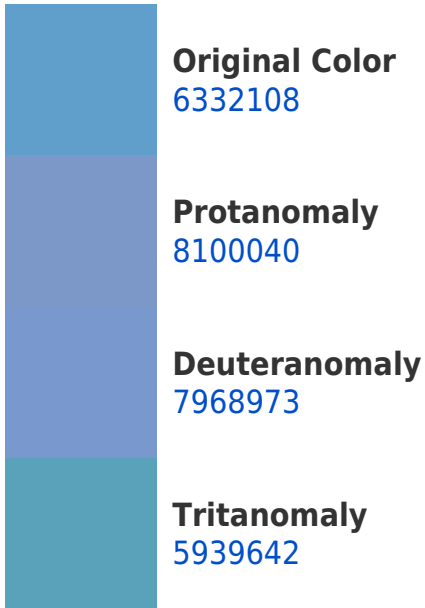 Original Color
6332108
Protanomaly
8100040
Deuteranomaly
7968973
Tritanomaly
5939642